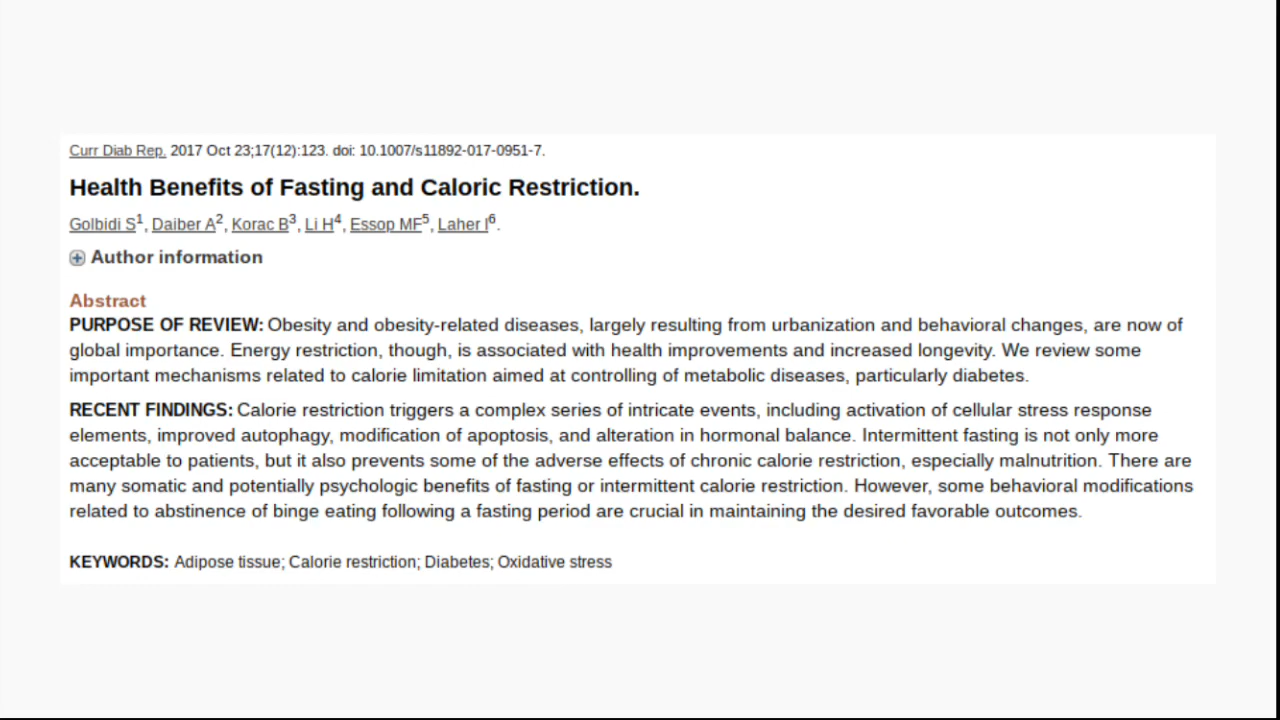 Curr Diab Rep. 2017 Oct 23;17(12):123. doi: 10.1007/s11892-017-0951-7.
Health Benefits of Fasting and Caloric Restriction.
Golbidi S1, Daiber A2, Korac B3, Li H4, Essop MF5, Laher I6.
Author information
Abstract
PURPOSE OF REVIEW: Obesity and obesity-related diseases, largely resulting from urbanization and behavioral changes, are now of
global importance. Energy restriction, though, is associated with health improvements and increased longevity. We review some
important mechanisms related to calorie limitation aimed at controlling of metabolic diseases, particularly diabetes.
RECENT FINDINGS: Calorie restriction triggers a complex series of intricate events, including activation of cellular stress response
elements, improved autophagy, modification of apoptosis, and alteration in hormonal balance. Intermittent fasting is not only more
acceptable to patients, but it also prevents some of the adverse effects of chronic calorie restriction, especially malnutrition. There are
many somatic and potentially psychologic benefits of fasting or intermittent calorie restriction. However, some behavioral modifications
related to abstinence of binge eating following a fasting period are crucial in maintaining the desired favorable outcomes.
KEYWORDS: Adipose tissue; Calorie restriction; Diabetes; Oxidative stress